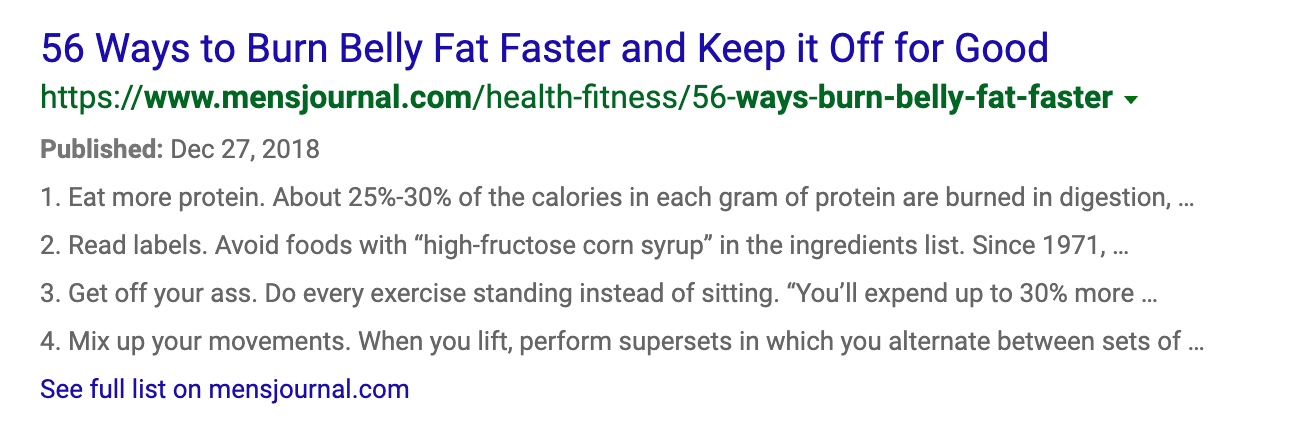 56 Ways to Burn Belly Fat Faster and Keep it Off for Good
https://www.mensjournal.com/health-fitness/56-ways-burn-belly-fat-faster
Published: Dec 27, 2018
1. Eat more protein. About 25%-30% of the calories in each gram of protein are burned in digestion, ...
2. Read labels. Avoid foods with “high-fructose corn syrup” in the ingredients list. Since 1971, ...
3. Get off your ass. Do every exercise standing instead of sitting. “You’ll expend up to 30% more ...
4. Mix up your movements. When you lift, perform supersets in which you alternate between sets of ...
See full list on mensjournal.com